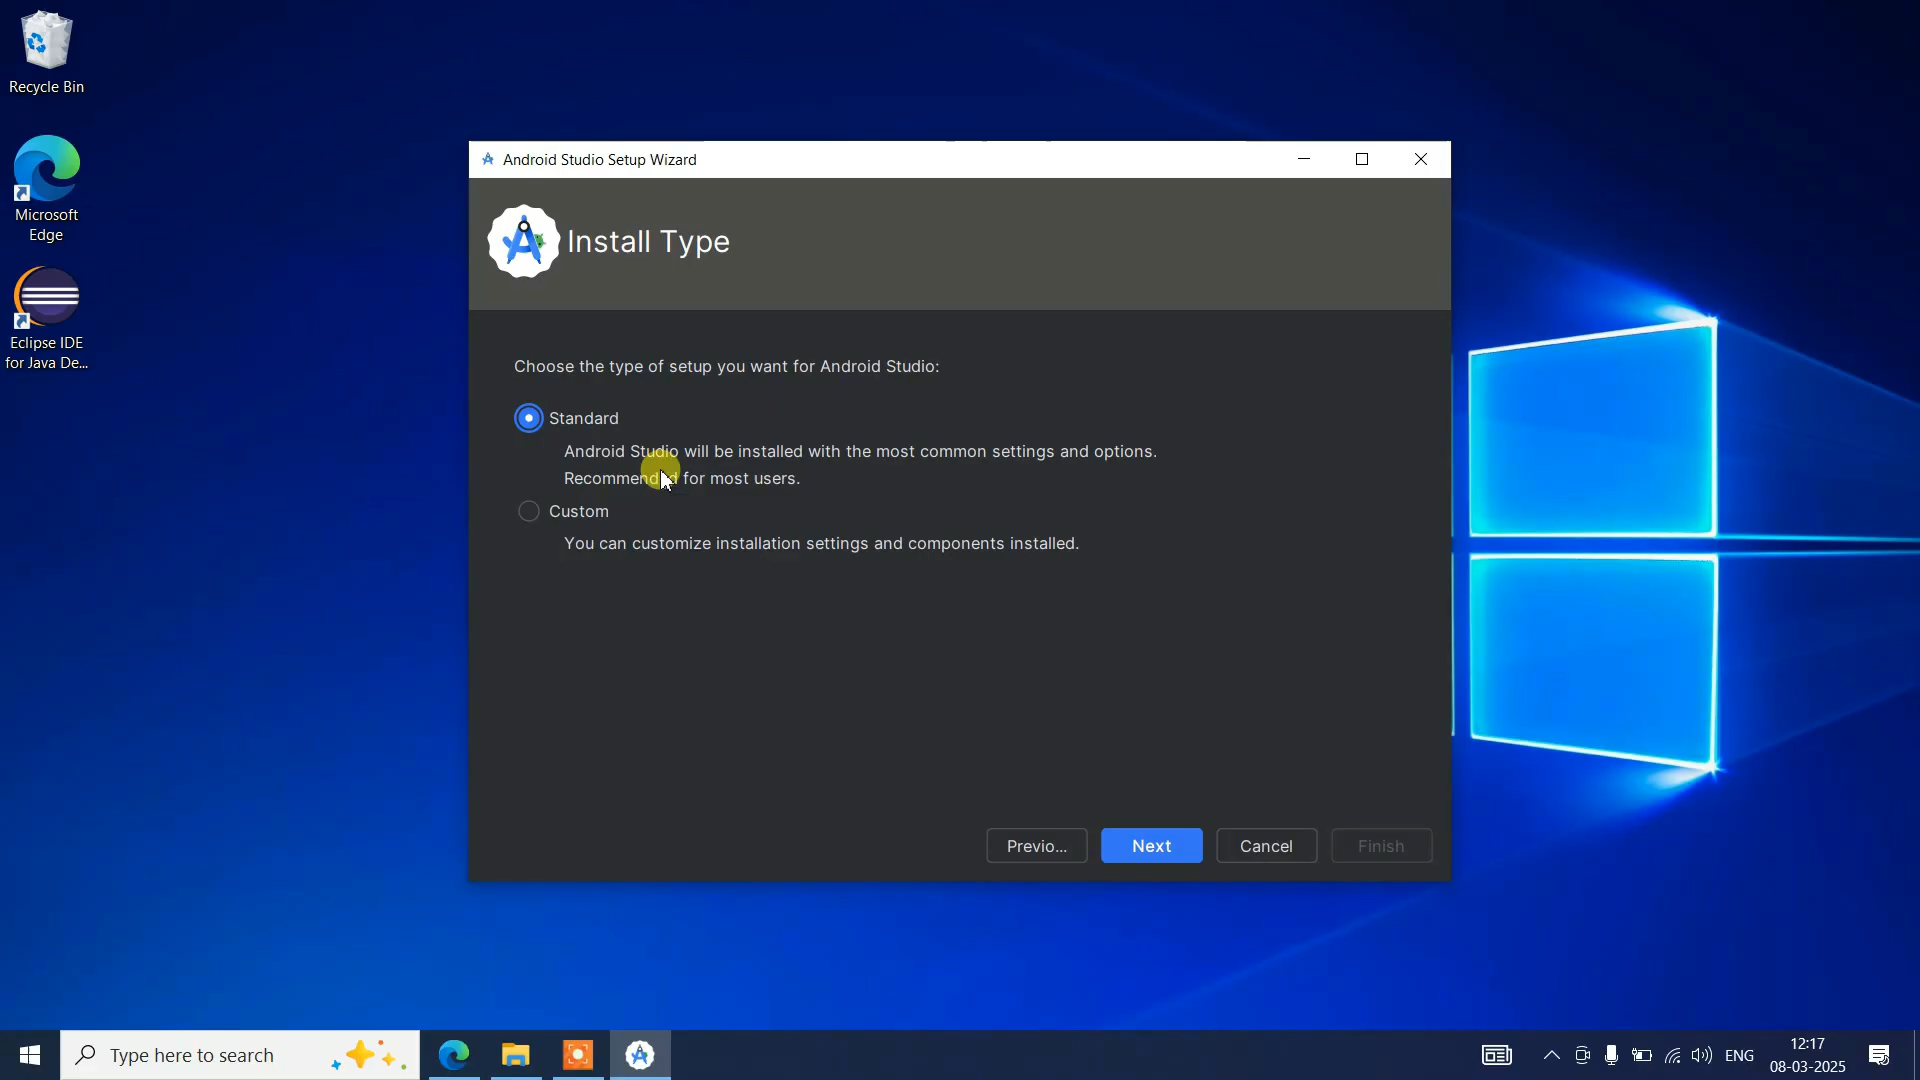 Recycle Bin
Microsoft
Edge
Eclipse IDE
for Java De...
Android Studio Setup Wizard
Install Type
Choose the type of setup you want for Android Studio:
Standard
Android Studio will be installed with the most common settings and options.
Recommended for most users.
Custom
You can customize installation settings and components installed.
Previo...
Next
Cancel
Finish
Type here to search
ENG
12:17
08-03-2025